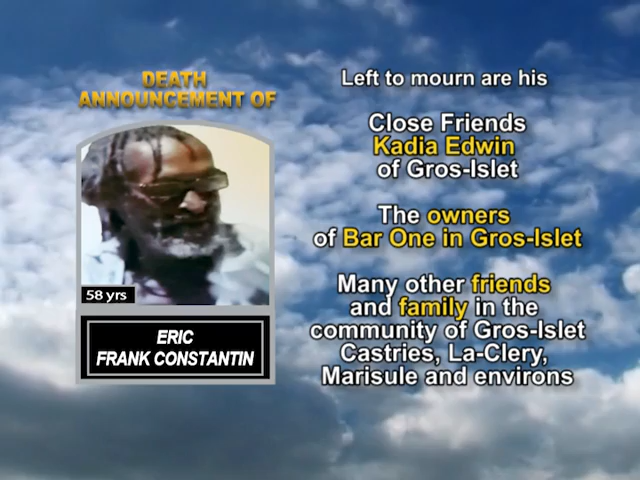 DEATH
ANNOUNCEMENT OF
58 yrs
ERIC
FRANK CONSTANTIN
Left to mourn are his
Close Friends
Kadia Edwin
of Gros-Islet
The owners
of Bar One in Gros-Islet
Many other friends
and family in the
community of Gros-Islet
Castries, La-Clery,
Marisule and environs